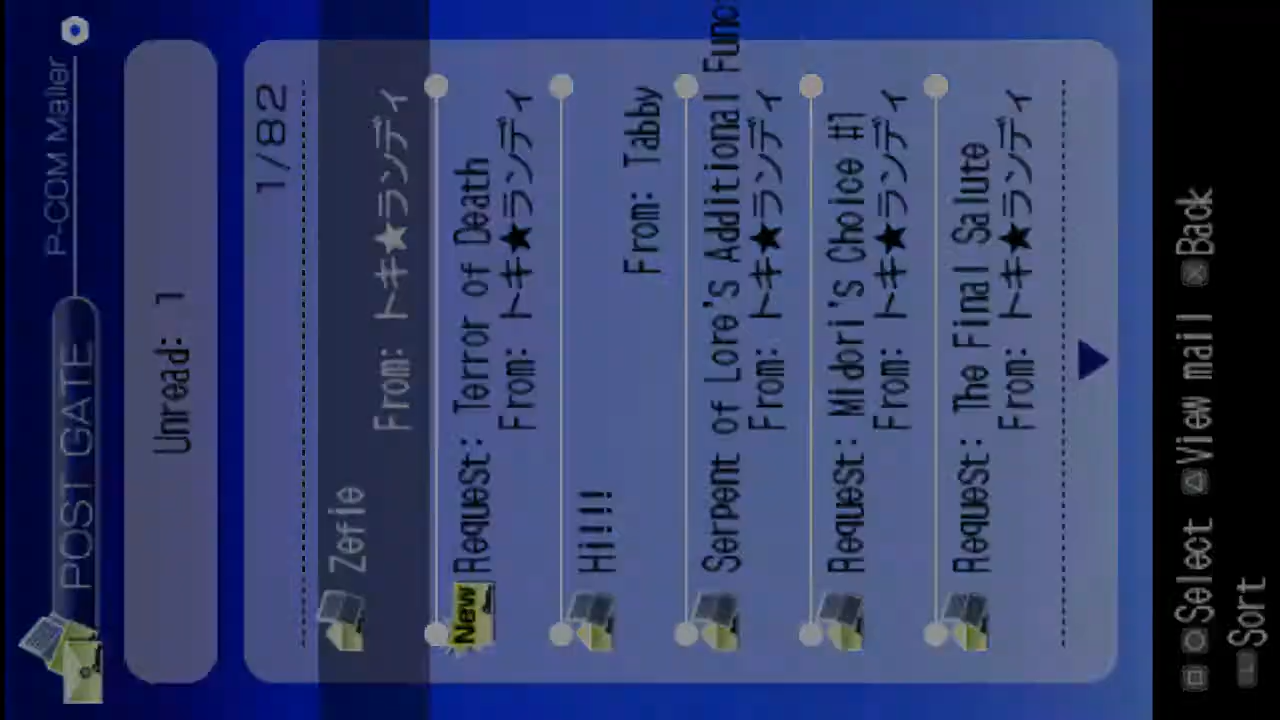 POST GATE
P-COM Mailer
Unread: 1
1/82
Zefie
From: トキ★ランディ
New
Request: Terror of Death
From: トキ★ランディ
Hi!!!
From: Tabby
Serpent of Lore's Additional Func
From: トキ★ランディ
Request: Midori's Choice #1
From: トキ★ランディ
Request: The Final Salute
From: トキ★ランディ
Select View mail Back
Sort